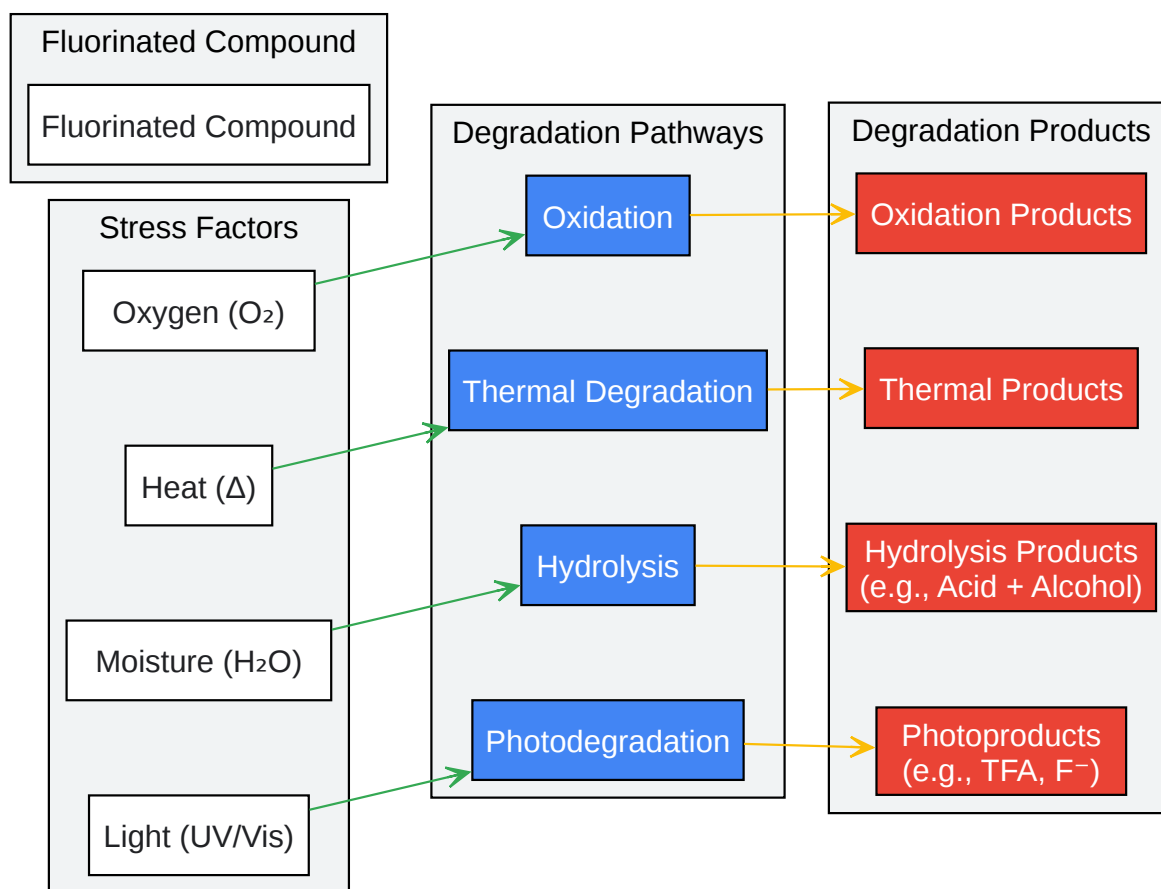 Fluorinated Compound
Fluorinated Compound
Stress Factors
Oxygen (O₂)
Heat (Δ)
Moisture (H₂O)
Light (UV/Vis)
Degradation Pathways
Oxidation
Thermal Degradation
Hydrolysis
Photodegradation
Degradation Products
Oxidation Products
Thermal Products
Hydrolysis Products
(e.g., Acid + Alcohol)
Photoproducts
(e.g., TFA, F⁻)